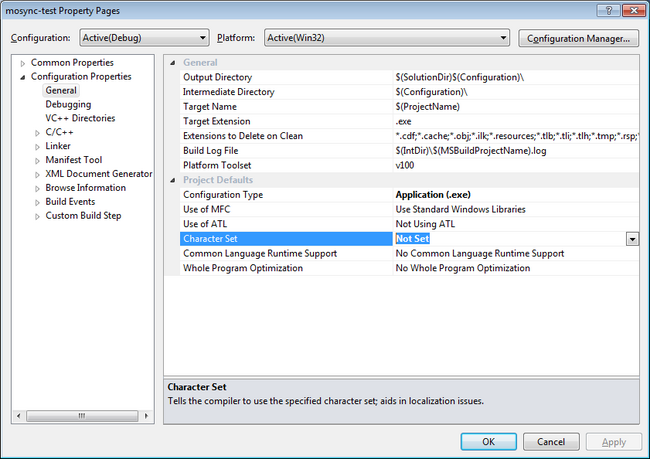 mosync-test Property Pages
Configuration: Active(Debug) Platform: Active(Win32) Configuration Manager...
Common Properties
Configuration Properties
General
Debugging
VC++ Directories
C/C++
Linker
Manifest Tool
XML Document Generator
Browse Information
Build Events
Custom Build Step
General
Output Directory $(SolutionDir)$(Configuration)\
Intermediate Directory $(Configuration)\
Target Name $(ProjectName)
Target Extension .exe
Extensions to Delete on Clean *.cdf;*.cache;*.obj;*.ilk;*.resources;*.tlb;*.tli;*.tlh;*.tmp;*.rsp;*
Build Log File $(IntDir)\$(MSBuildProjectName).log
Platform Toolset v100
Project Defaults
Configuration Type Application (.exe)
Use of MFC Use Standard Windows Libraries
Use of ATL Not Using ATL
Character Set Not Set
Common Language Runtime Support No Common Language Runtime Support
Whole Program Optimization No Whole Program Optimization
Character Set
Tells the compiler to use the specified character set; aids in localization issues.
OK Cancel Apply